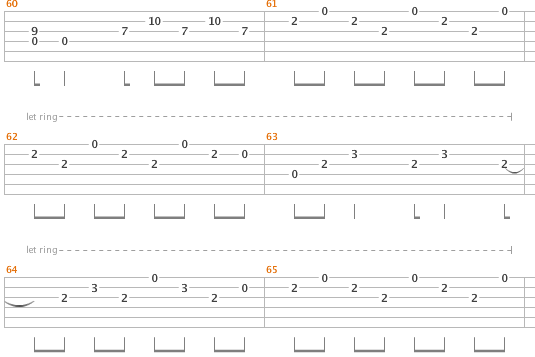 60 61
10 10 2 0 2 0 2 0
9 7 7 7 2 2
0 0
let ring
62 63
0 0
2 2 2 0 3 3
2 2 2 2 2
0
let ring
64 65
0 0 0 0
3 3 0 2 2 2
2 2 2 2 2